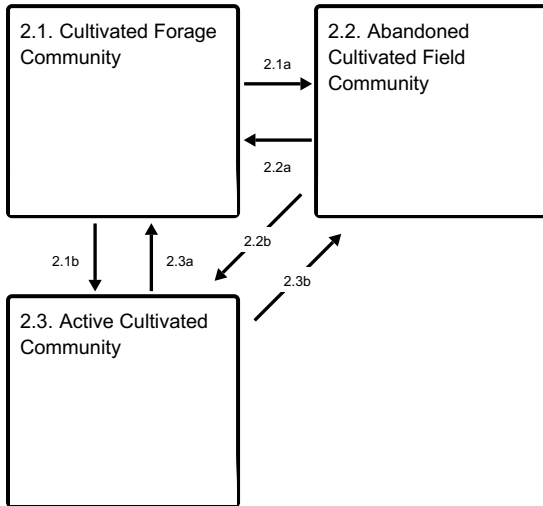 2.1. Cultivated Forage
Community
2.2. Abandoned
Cultivated Field
Community
2.1a
2.2a
2.1b
2.3a
2.2b
2.3b
2.3. Active Cultivated
Community